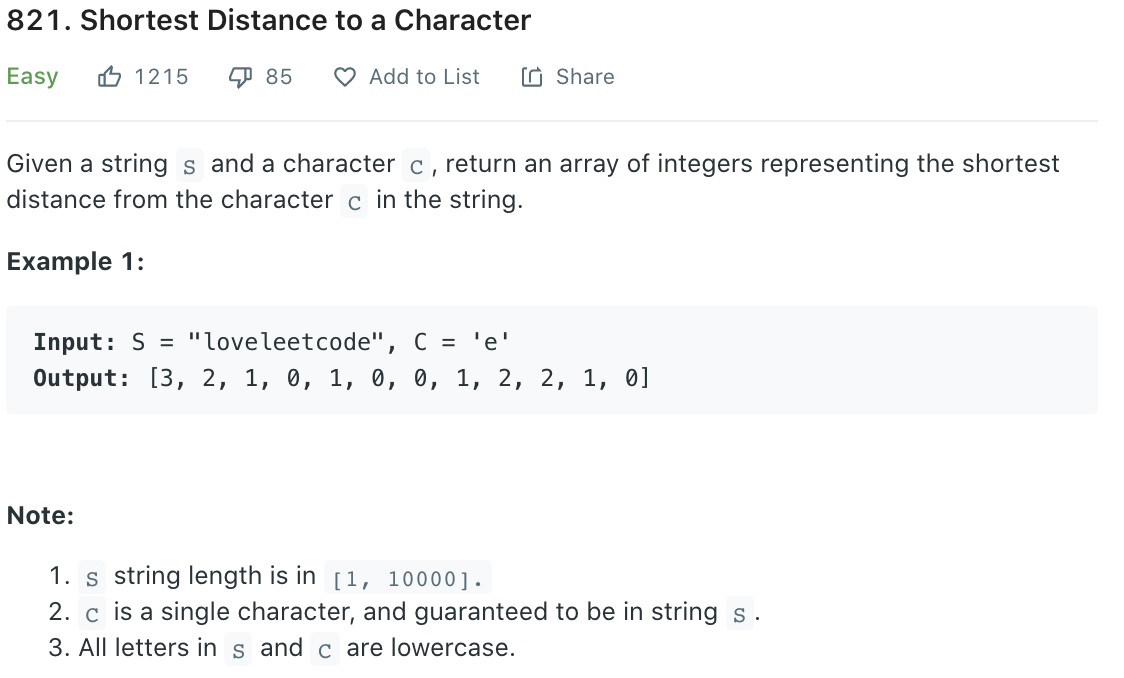 821. Shortest Distance to a Character
Easy 1215 85 Add to List Share
Given a string S and a character C, return an array of integers representing the shortest
distance from the character C in the string.
Example 1:
Input: S = "loveleetcode", C = 'e'
Output: [3, 2, 1, 0, 1, 0, 0, 1, 2, 2, 1, 0]
Note:
1. S string length is in [1, 10000].
2. C is a single character, and guaranteed to be in string S.
3. All letters in S and C are lowercase.